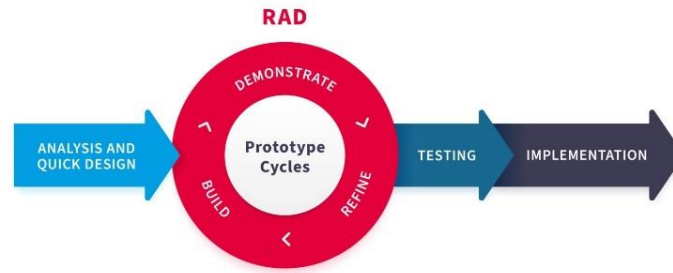 RAD
ANALYSIS AND
QUICK DESIGN
DEMONSTRATE
Prototype
Cycles
BUILD
REFINE
TESTING
IMPLEMENTATION